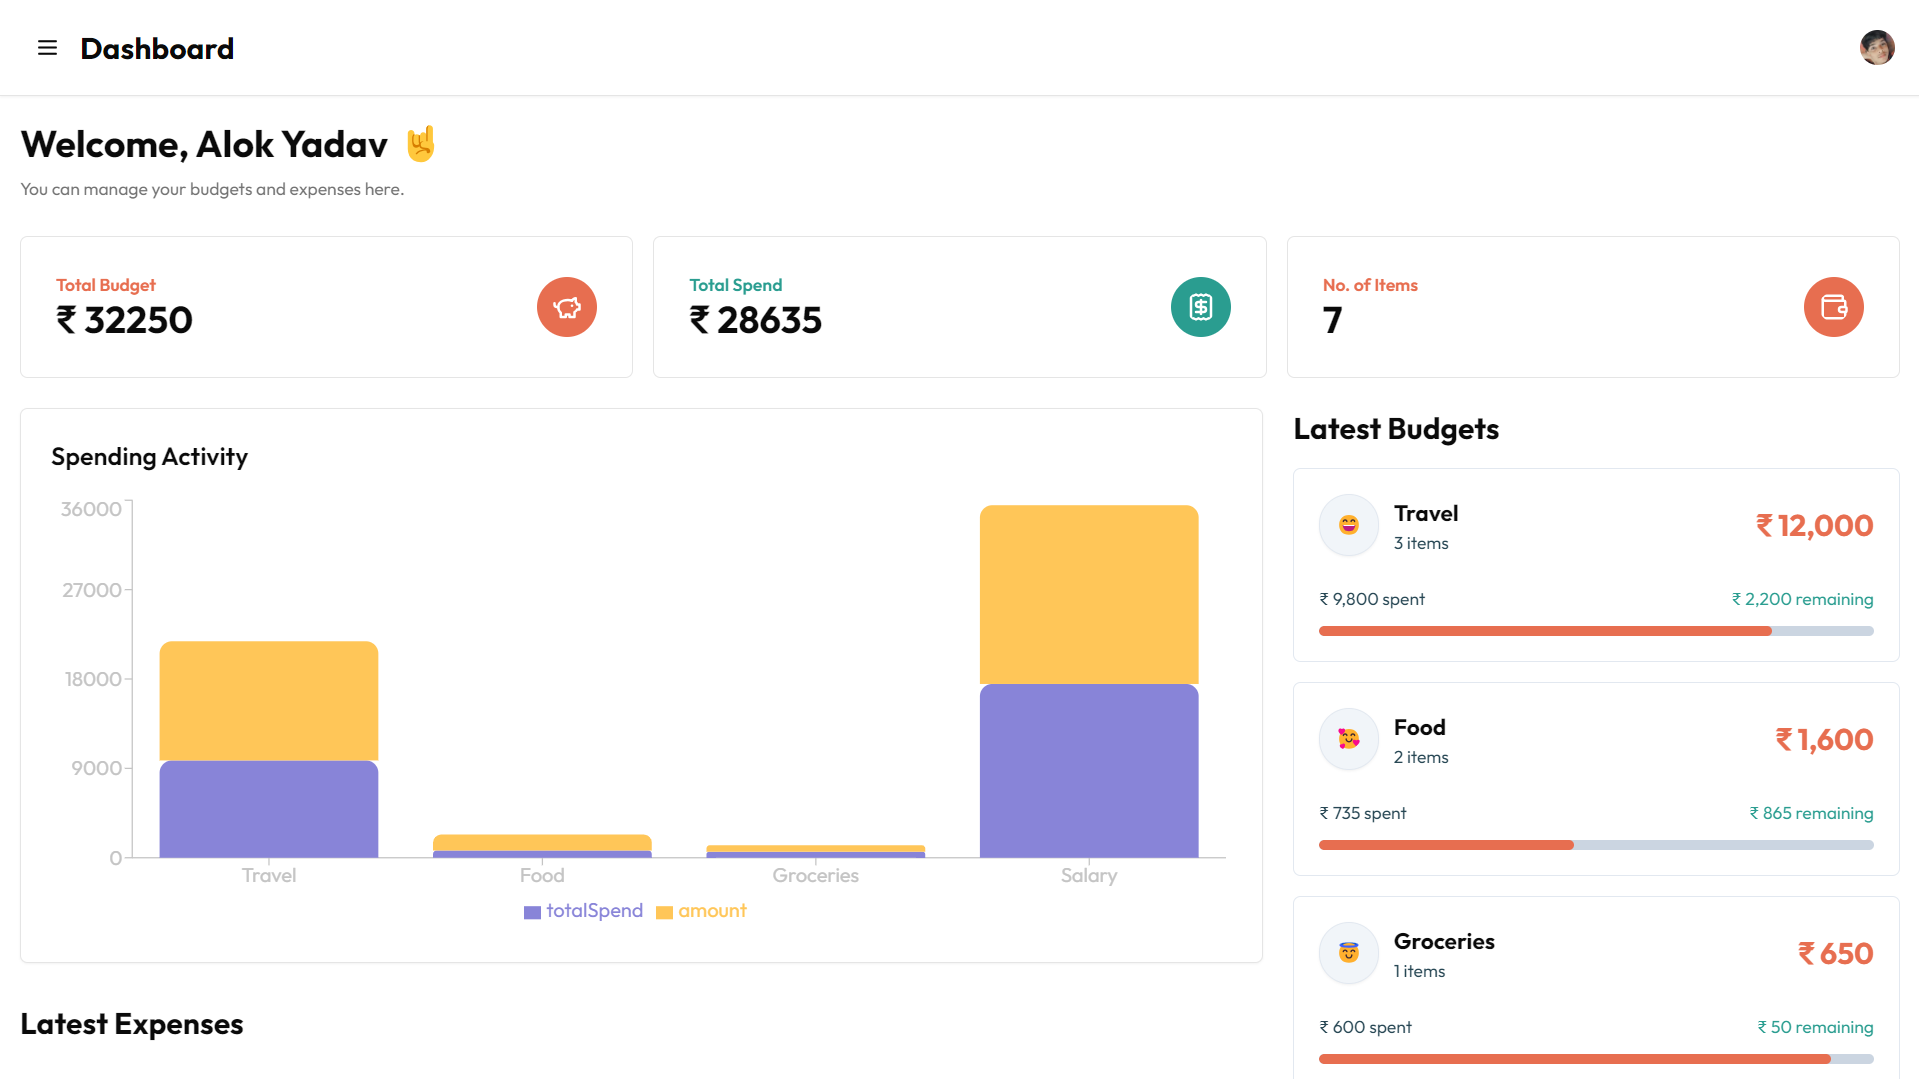 Dashboard
Welcome, Alok Yadav 🤘
You can manage your budgets and expenses here.
Total Budget
₹ 32250
Total Spend
₹ 28635
No. of Items
7
Spending Activity
36000
27000
18000
9000
0
Travel Food Groceries Salary
totalSpend amount
Latest Expenses
Latest Budgets
Travel
3 items
₹ 12,000
₹ 9,800 spent ₹ 2,200 remaining
Food
2 items
₹ 1,600
₹ 735 spent ₹ 865 remaining
Groceries
1 items
₹ 650
₹ 600 spent ₹ 50 remaining